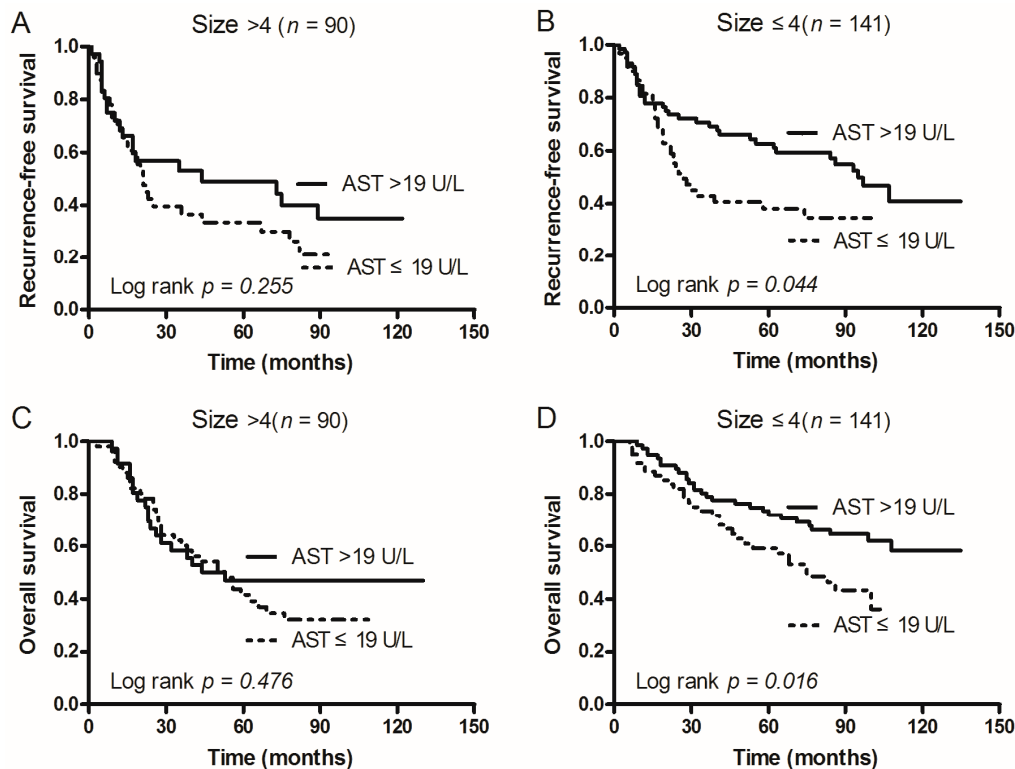 A
Size >4 (n = 90)
Recurrence-free survival
1.0
0.8
0.6
0.4
0.2
0.0
AST >19 U/L
AST ≤ 19 U/L
Log rank p = 0.255
0 30 60 90 120 150
Time (months)
B
Size ≤ 4(n = 141)
Recurrence-free survival
1.0
0.8
0.6
0.4
0.2
0.0
AST >19 U/L
AST ≤ 19 U/L
Log rank p = 0.044
0 30 60 90 120 150
Time (months)
C
Size >4(n = 90)
Overall survival
1.0
0.8
0.6
0.4
0.2
0.0
AST >19 U/L
AST ≤ 19 U/L
Log rank p = 0.476
0 30 60 90 120 150
Time (months)
D
Size ≤ 4 (n = 141)
Overall survival
1.0
0.8
0.6
0.4
0.2
0.0
AST >19 U/L
AST ≤ 19 U/L
Log rank p = 0.016
0 30 60 90 120 150
Time (months)